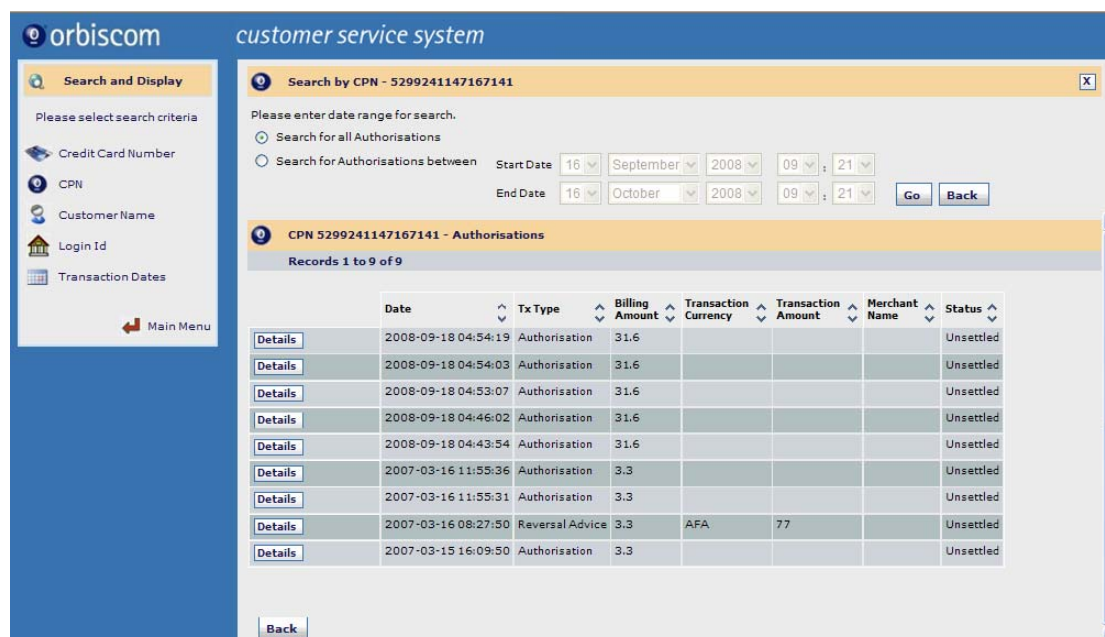 orbiscom
customer service system
Search and Display
Please select search criteria
Credit Card Number
CPN
Customer Name
Login Id
Transaction Dates
Main Menu
Search by CPN - 5299241147167141
X
Please enter date range for search.
Search for all Authorisations
Search for Authorisations between
Start Date 16 September 2008 09 : 21
End Date 16 October 2008 09 : 21 Go Back
CPN 5299241147167141 - Authorisations
Records 1 to 9 of 9
Date Tx Type Billing Amount Transaction Currency Transaction Amount Merchant Name Status
Details 2008-09-18 04:54:19 Authorisation 31.6 Unsettled
Details 2008-09-18 04:54:03 Authorisation 31.6 Unsettled
Details 2008-09-18 04:53:07 Authorisation 31.6 Unsettled
Details 2008-09-18 04:46:02 Authorisation 31.6 Unsettled
Details 2008-09-18 04:43:54 Authorisation 31.6 Unsettled
Details 2007-03-16 11:55:36 Authorisation 3.3 Unsettled
Details 2007-03-16 11:55:31 Authorisation 3.3 Unsettled
Details 2007-03-16 08:27:50 Reversal Advice 3.3 AFA 77 Unsettled
Details 2007-03-15 16:09:50 Authorisation 3.3 Unsettled
Back